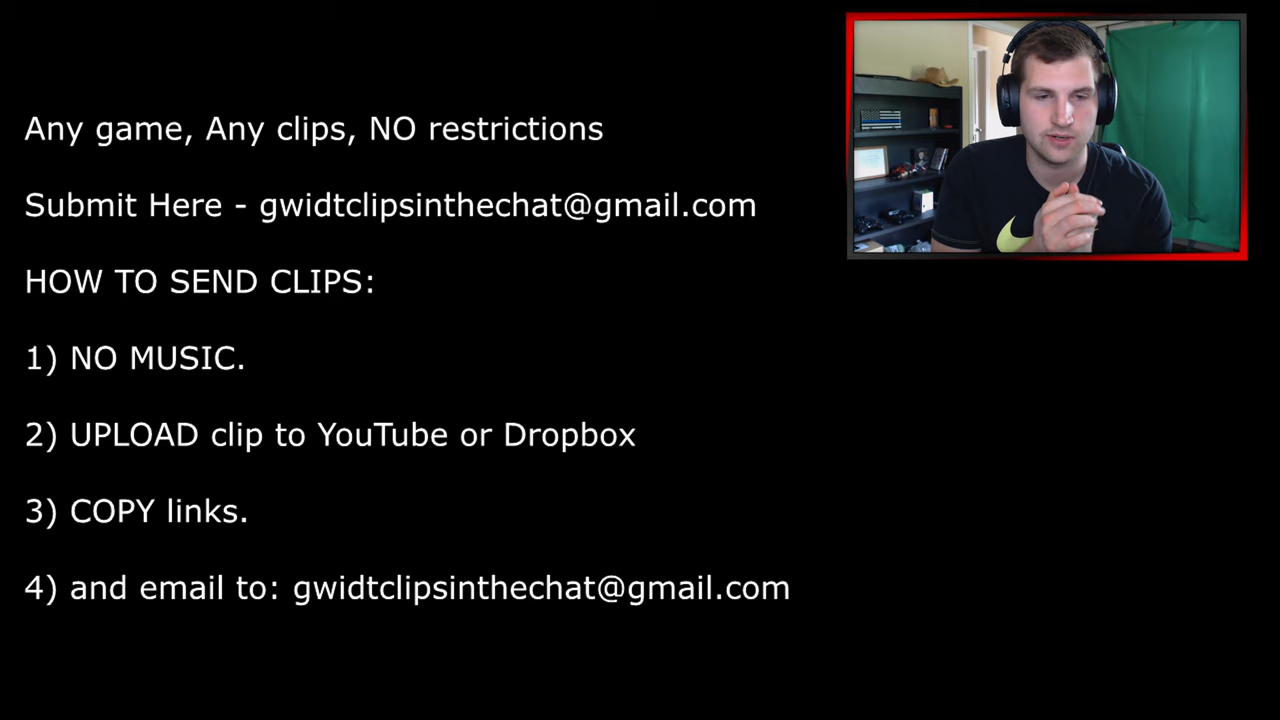 Any game, Any clips, NO restrictions
Submit Here - gwidtclipsinthechat@gmail.com
HOW TO SEND CLIPS:
1) NO MUSIC.
2) UPLOAD clip to YouTube or Dropbox
3) COPY links.
4) and email to: gwidtclipsinthechat@gmail.com